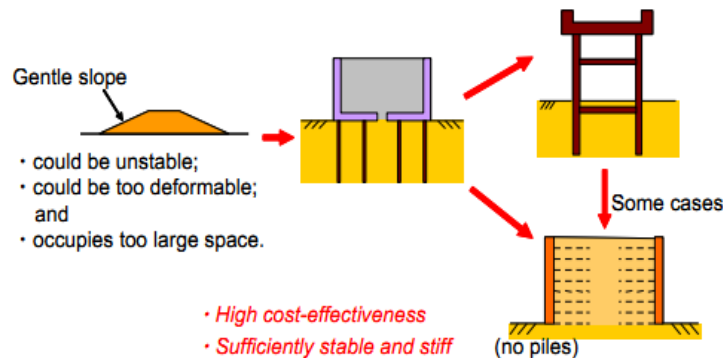 Gentle slope
・could be unstable;
・could be too deformable;
and
・occupies too large space.
Some cases
・High cost-effectiveness
・Sufficiently stable and stiff
(no piles)